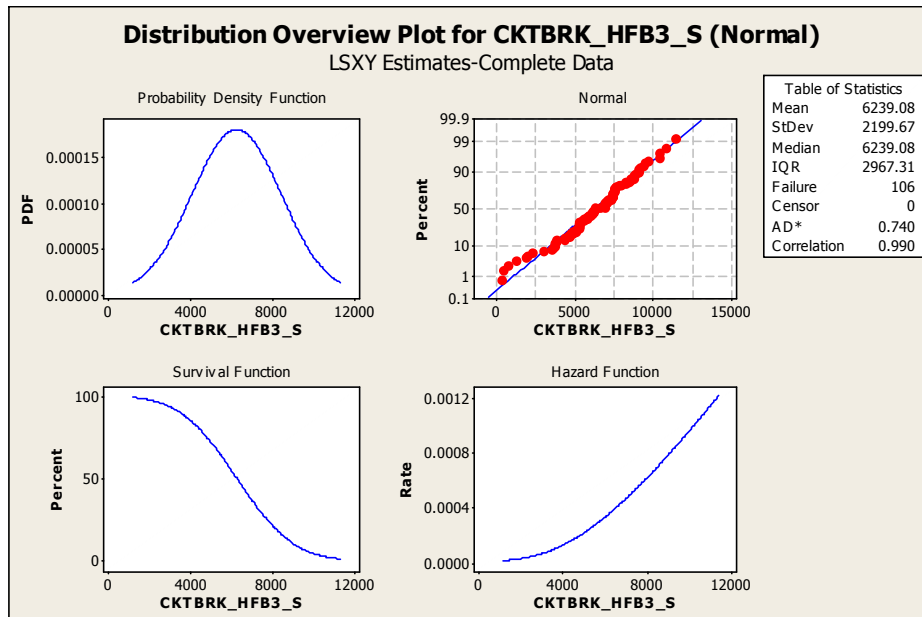 Distribution Overview Plot for CKTBRK_HFB3_S (Normal)
LSXY Estimates-Complete Data
Probability Density Function
PDF
0.00015
0.00010
0.00005
0.00000
0 4000 8000 12000
CKTBRK_HFB3_S
Normal
Percent
99.9
99
90
50
10
1
0.1
0 5000 10000 15000
CKTBRK_HFB3_S
Table of Statistics
Mean 6239.08
StDev 2199.67
Median 6239.08
IQR 2967.31
Failure 106
Censor 0
AD* 0.740
Correlation 0.990
Survival Function
Percent
100
50
0
0 4000 8000 12000
CKTBRK_HFB3_S
Hazard Function
Rate
0.0012
0.0008
0.0004
0.0000
0 4000 8000 12000
CKTBRK_HFB3_S